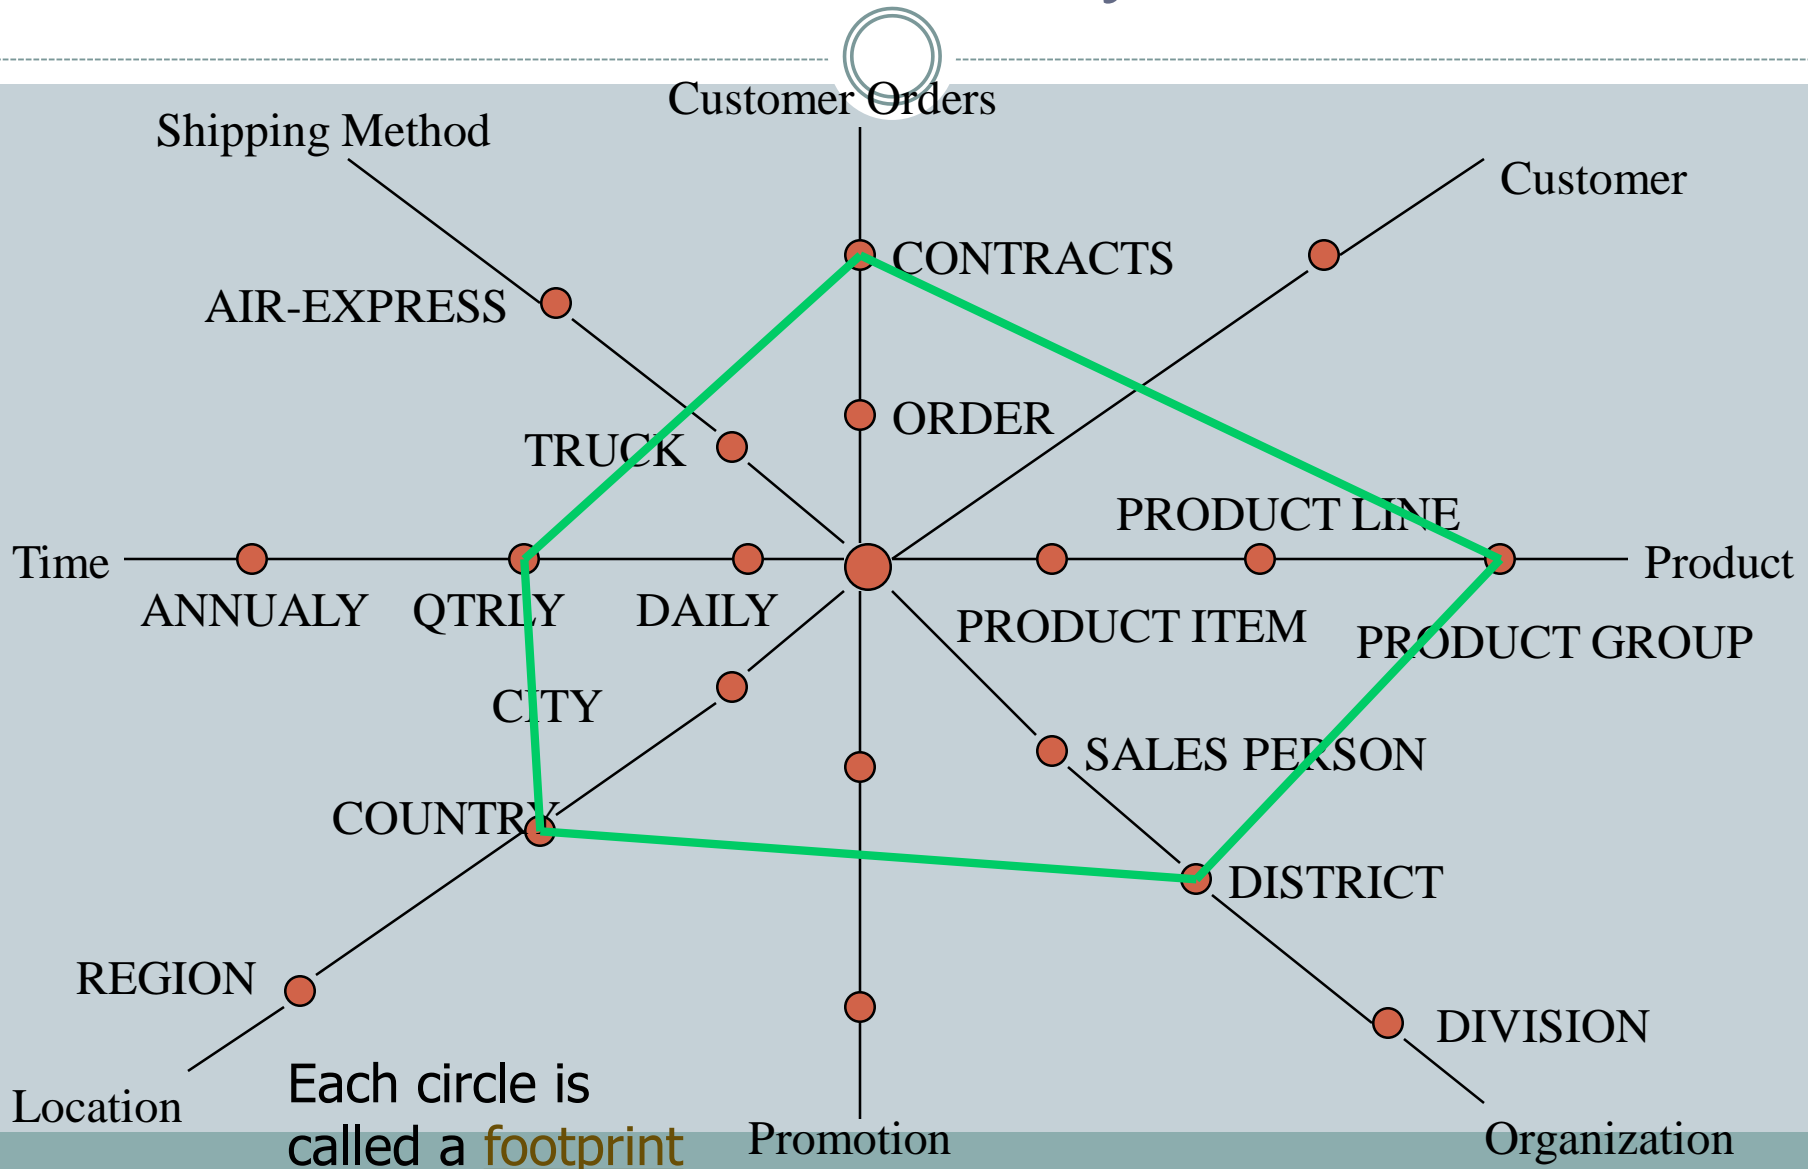 Customer Orders
Shipping Method
Customer
CONTRACTS
AIR-EXPRESS
ORDER
TRUCK
PRODUCT LINE
Time
Product
ANNUALY
QTRLY
DAILY
PRODUCT ITEM
PRODUCT GROUP
CITY
SALES PERSON
COUNTRY
DISTRICT
REGION
DIVISION
Each circle is
called a footprint
Location
Promotion
Organization